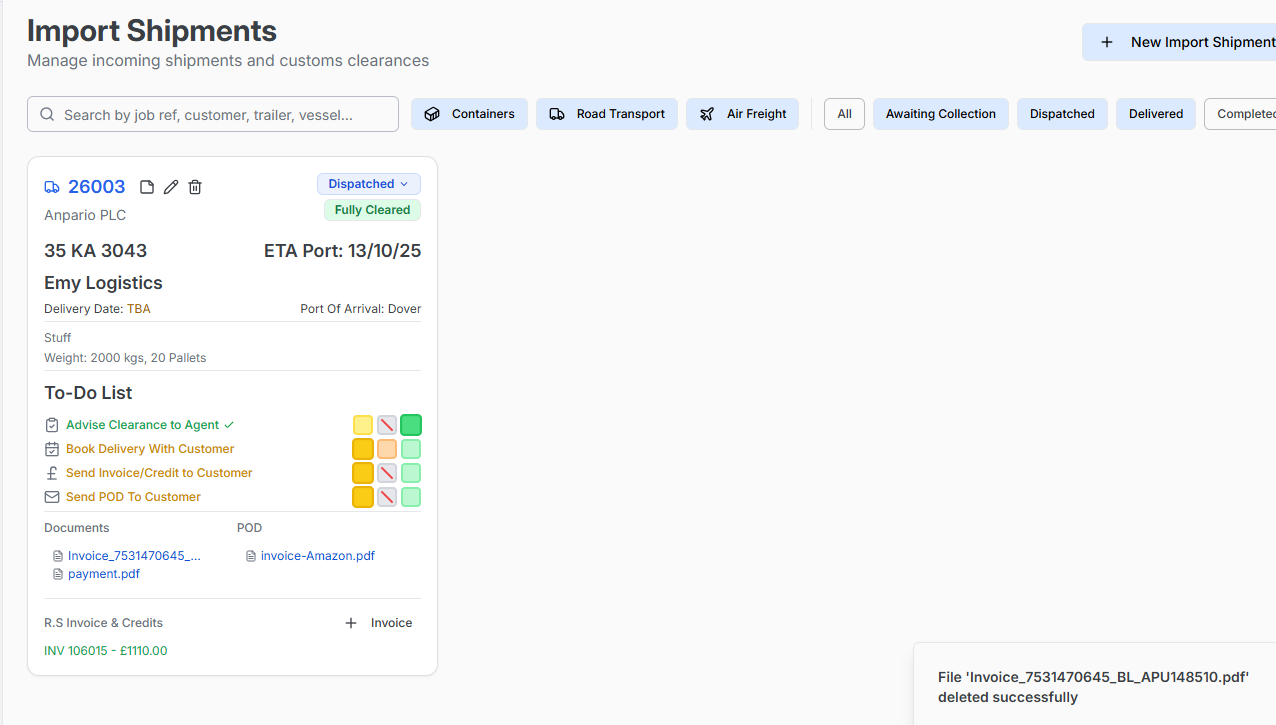 Import Shipments
Manage incoming shipments and customs clearances
+ New Import Shipment
Search by job ref, customer, trailer, vessel...
Containers
Road Transport
Air Freight
All
Awaiting Collection
Dispatched
Delivered
Completed
26003
Dispatched
Anpario PLC
Fully Cleared
35 KA 3043
ETA Port: 13/10/25
Emy Logistics
Delivery Date: TBA
Port Of Arrival: Dover
Stuff
Weight: 2000 kgs, 20 Pallets
To-Do List
Advise Clearance to Agent ✓
Book Delivery With Customer
£ Send Invoice/Credit to Customer
Send POD To Customer
Documents
POD
Invoice_7531470645_...
invoice-Amazon.pdf
payment.pdf
R.S Invoice & Credits
+ Invoice
INV 106015 - £1110.00
File 'Invoice_7531470645_BL_APU148510.pdf'
deleted successfully